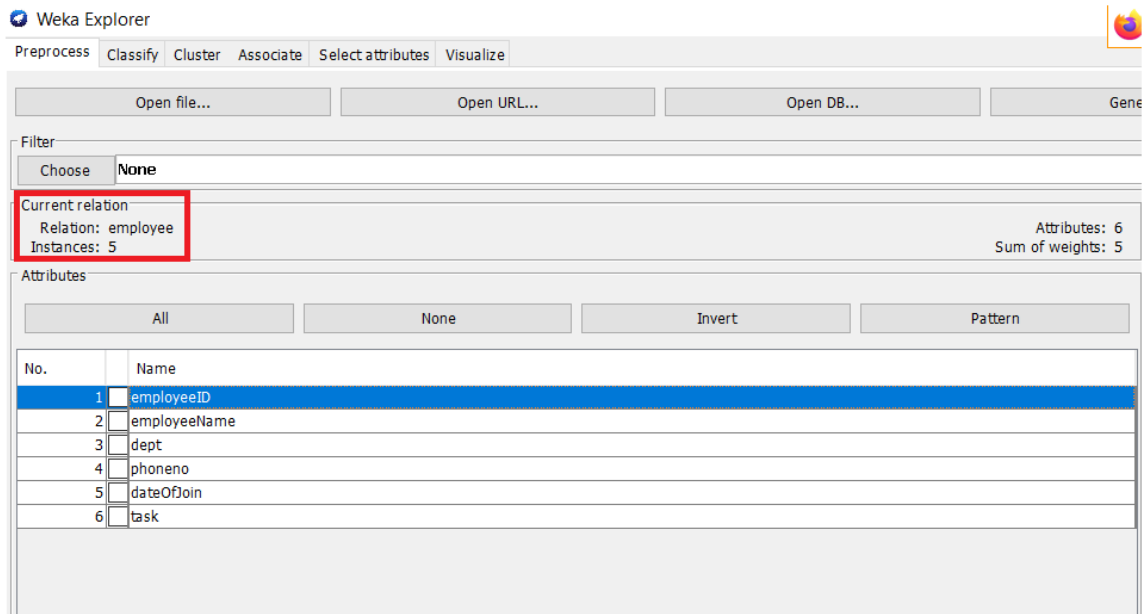 Weka Explorer
Preprocess Classify Cluster Associate Select attributes Visualize
Open file... Open URL... Open DB... Gene
Filter
Choose None
Current relation
Relation: employee Attributes: 6
Instances: 5 Sum of weights: 5
Attributes
All None Invert Pattern
No. Name
1 employeeID
2 employeeName
3 dept
4 phoneno
5 dateOfJoin
6 task